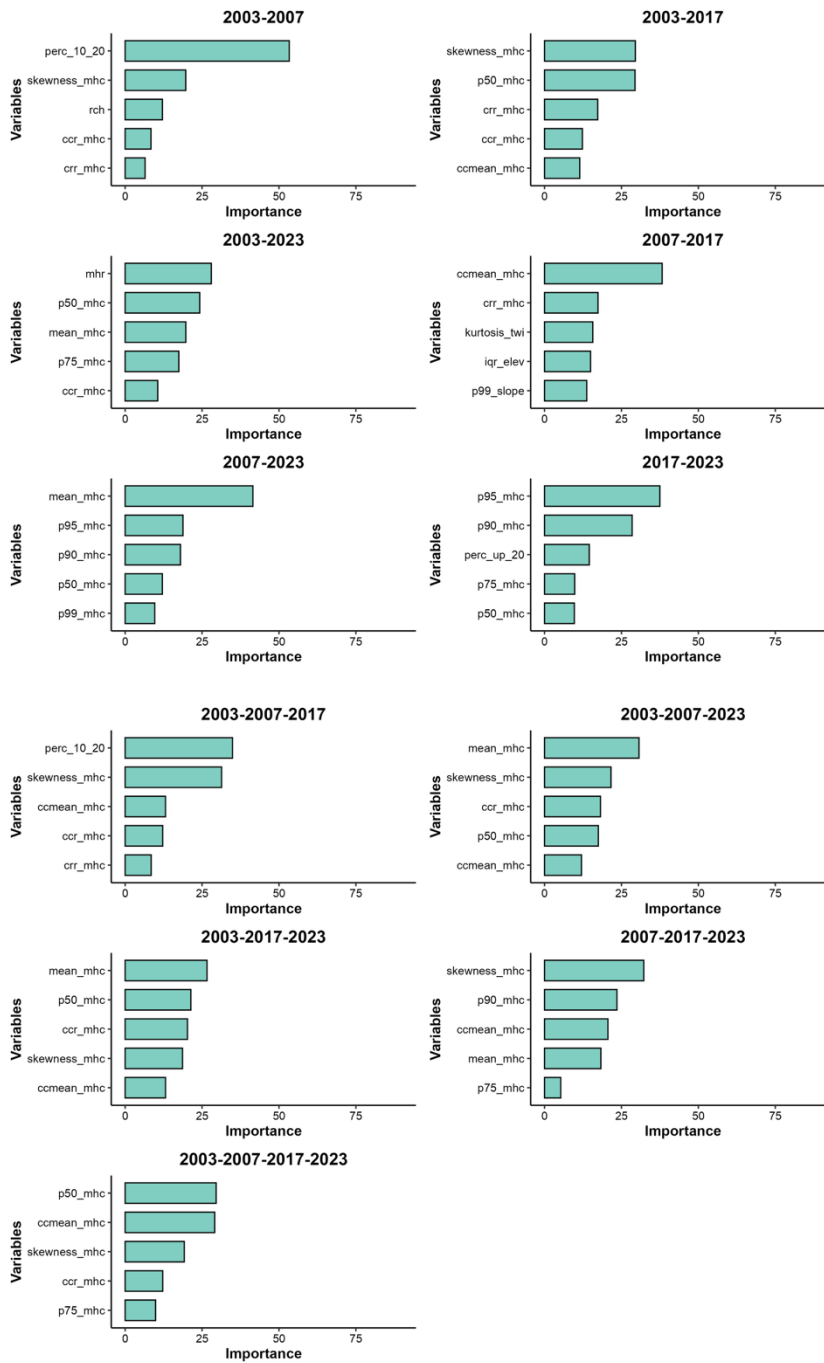 2003-2007
Variables
perc_10_20
skewness_mhc
rch
ccr_mhc
crr_mhc
0 25 50 75
Importance
2003-2017
Variables
skewness_mhc
p50_mhc
crr_mhc
ccr_mhc
ccmean_mhc
0 25 50 75
Importance
2003-2023
Variables
mhr
p50_mhc
mean_mhc
p75_mhc
ccr_mhc
0 25 50 75
Importance
2007-2017
Variables
ccmean_mhc
crr_mhc
kurtosis_twi
iqr_elev
p99_slope
0 25 50 75
Importance
2007-2023
Variables
mean_mhc
p95_mhc
p90_mhc
p50_mhc
p99_mhc
0 25 50 75
Importance
2017-2023
Variables
p95_mhc
p90_mhc
perc_up_20
p75_mhc
p50_mhc
0 25 50 75
Importance
2003-2007-2017
Variables
perc_10_20
skewness_mhc
ccmean_mhc
ccr_mhc
crr_mhc
0 25 50 75
Importance
2003-2007-2023
Variables
mean_mhc
skewness_mhc
ccr_mhc
p50_mhc
ccmean_mhc
0 25 50 75
Importance
2003-2017-2023
Variables
mean_mhc
p50_mhc
ccr_mhc
skewness_mhc
ccmean_mhc
0 25 50 75
Importance
2007-2017-2023
Variables
skewness_mhc
p90_mhc
ccmean_mhc
mean_mhc
p75_mhc
0 25 50 75
Importance
2003-2007-2017-2023
Variables
p50_mhc
ccmean_mhc
skewness_mhc
ccr_mhc
p75_mhc
0 25 50 75
Importance